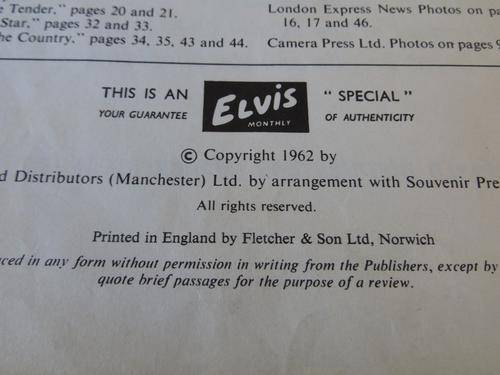 Tender," pages 20 and 21.
Star," pages 32 and 33.
the Country," pages 34, 35, 43 and 44.
London Express News Photos on
16, 17 and 46.
Camera Press Ltd. Photos on pages 9
THIS IS AN ELVIS MONTHLY " SPECIAL "
YOUR GUARANTEE OF AUTHENTICITY
© Copyright 1962 by
d Distributors (Manchester) Ltd. by arrangement with Souvenir Pre
All rights reserved.
Printed in England by Fletcher & Son Ltd, Norwich
ced in any form without permission in writing from the Publishers, except by
quote brief passages for the purpose of a review.